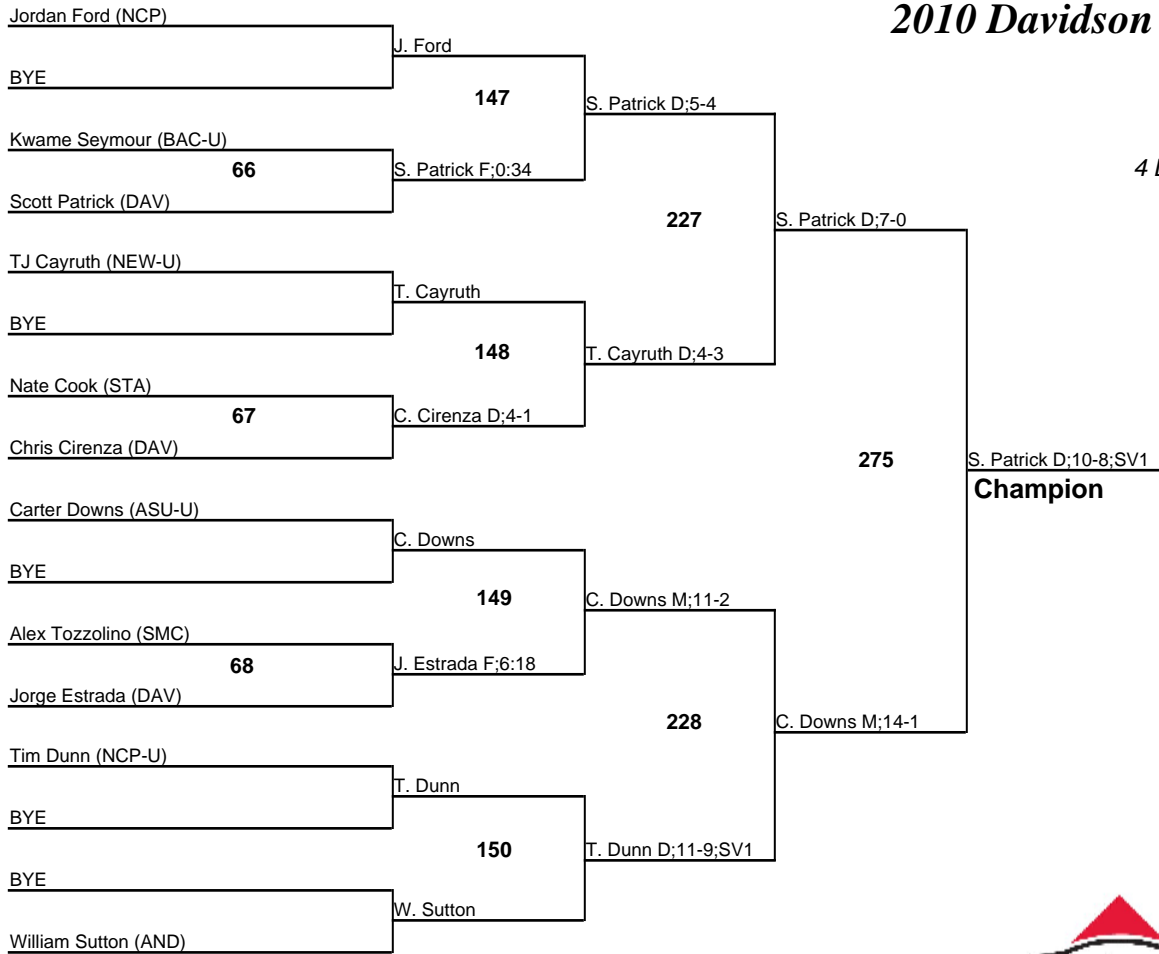 2010 Davidson
4
Jordan Ford (NCP)
BYE
Kwame Seymour (BAC-U)
66
Scott Patrick (DAV)
TJ Cayruth (NEW-U)
BYE
Nate Cook (STA)
67
Chris Cirenza (DAV)
Carter Downs (ASU-U)
BYE
Alex Tozzolino (SMC)
68
Jorge Estrada (DAV)
Tim Dunn (NCP-U)
BYE
BYE
William Sutton (AND)
J. Ford
147
S. Patrick F;0:34
T. Cayruth
148
C. Cirenza D;4-1
C. Downs
149
J. Estrada F;6:18
T. Dunn
150
W. Sutton
S. Patrick D;5-4
227
T. Cayruth D;4-3
C. Downs M;11-2
228
T. Dunn D;11-9;SV1
S. Patrick D;7-0
275
C. Downs M;14-1
S. Patrick D;10-8;SV1
Champion